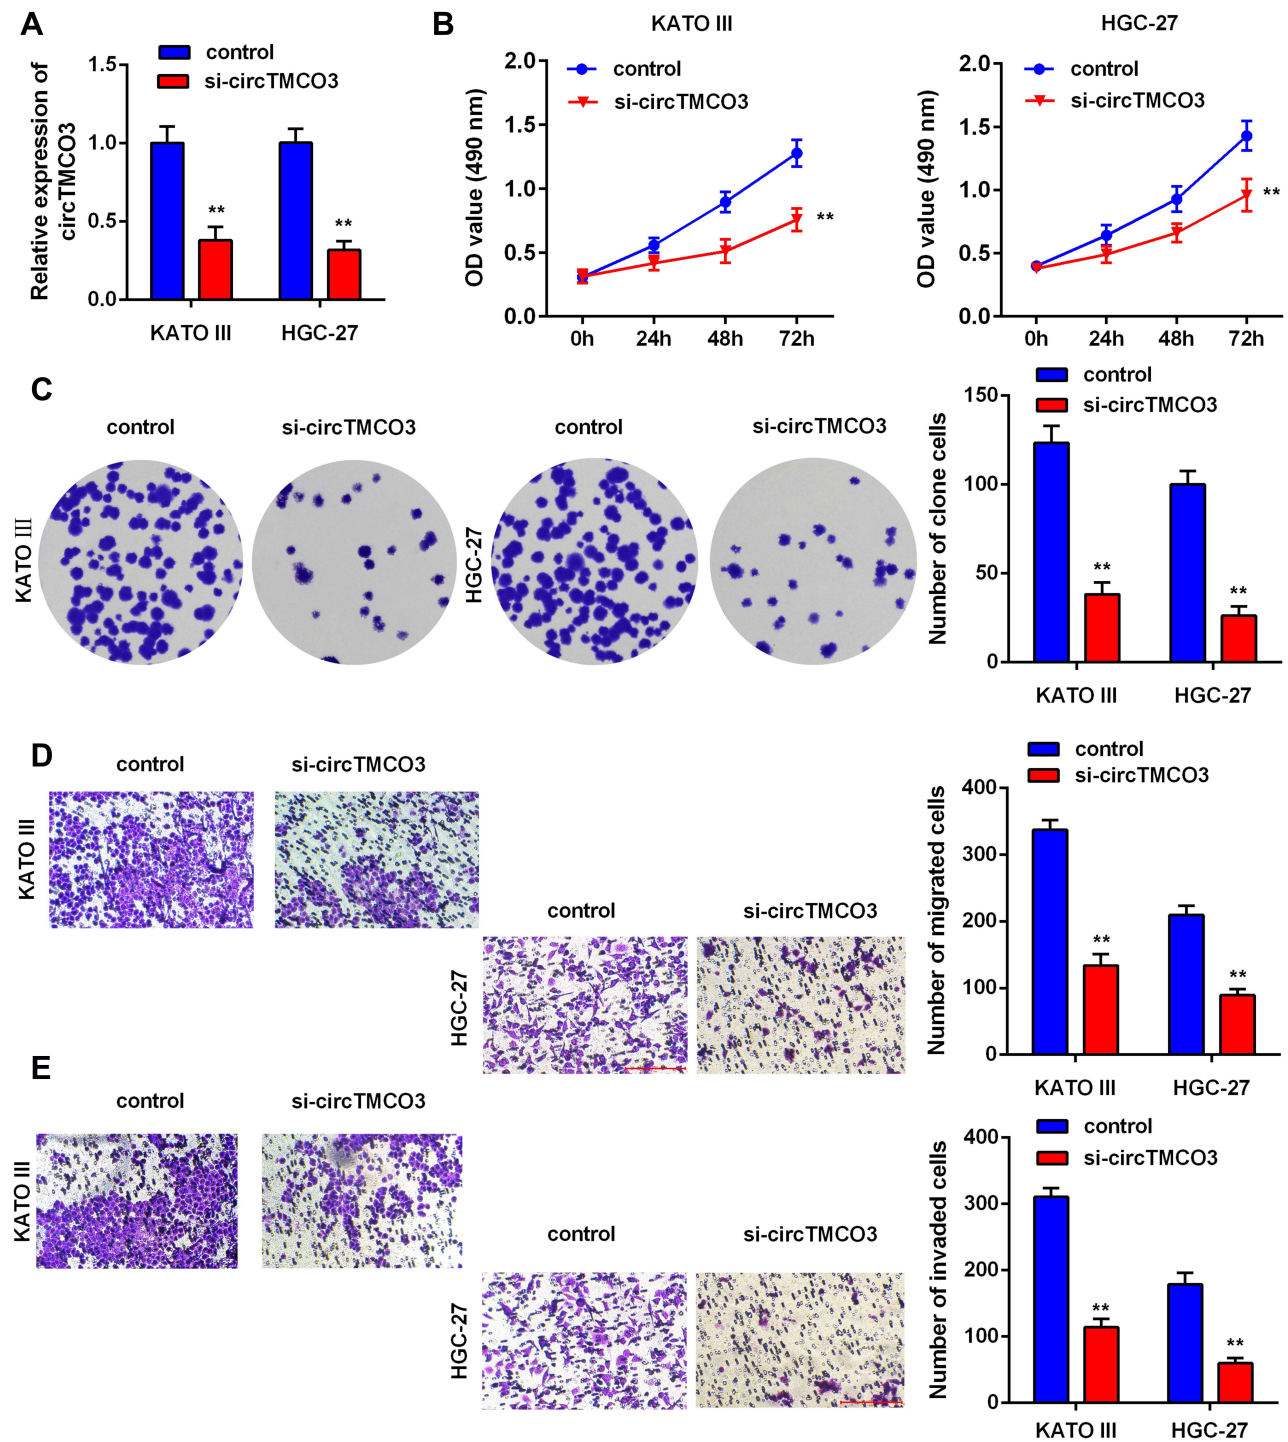 A
control
si-circTMCO3
Relative expression of
circTMCO3
1.5
1.0
0.5
0.0
**
**
KATO III
HGC-27
B
KATO III
control
si-circTMCO3
OD value (490 nm)
2.0
1.5
1.0
0.5
0.0
**
0h
24h
48h
72h
HGC-27
control
si-circTMCO3
OD value (490 nm)
2.0
1.5
1.0
0.5
0.0
**
0h
24h
48h
72h
C
control
si-circTMCO3
control
si-circTMCO3
KATO III
HGC-27
control
si-circTMCO3
Number of clone cells
150
100
50
0
**
**
KATO III
HGC-27
D
control
si-circTMCO3
KATO III
control
si-circTMCO3
HGC-27
control
si-circTMCO3
Number of migrated cells
400
300
200
100
0
**
**
KATO III
HGC-27
E
control
si-circTMCO3
KATO III
control
si-circTMCO3
HGC-27
control
si-circTMCO3
Number of invaded cells
400
300
200
100
0
**
**
KATO III
HGC-27